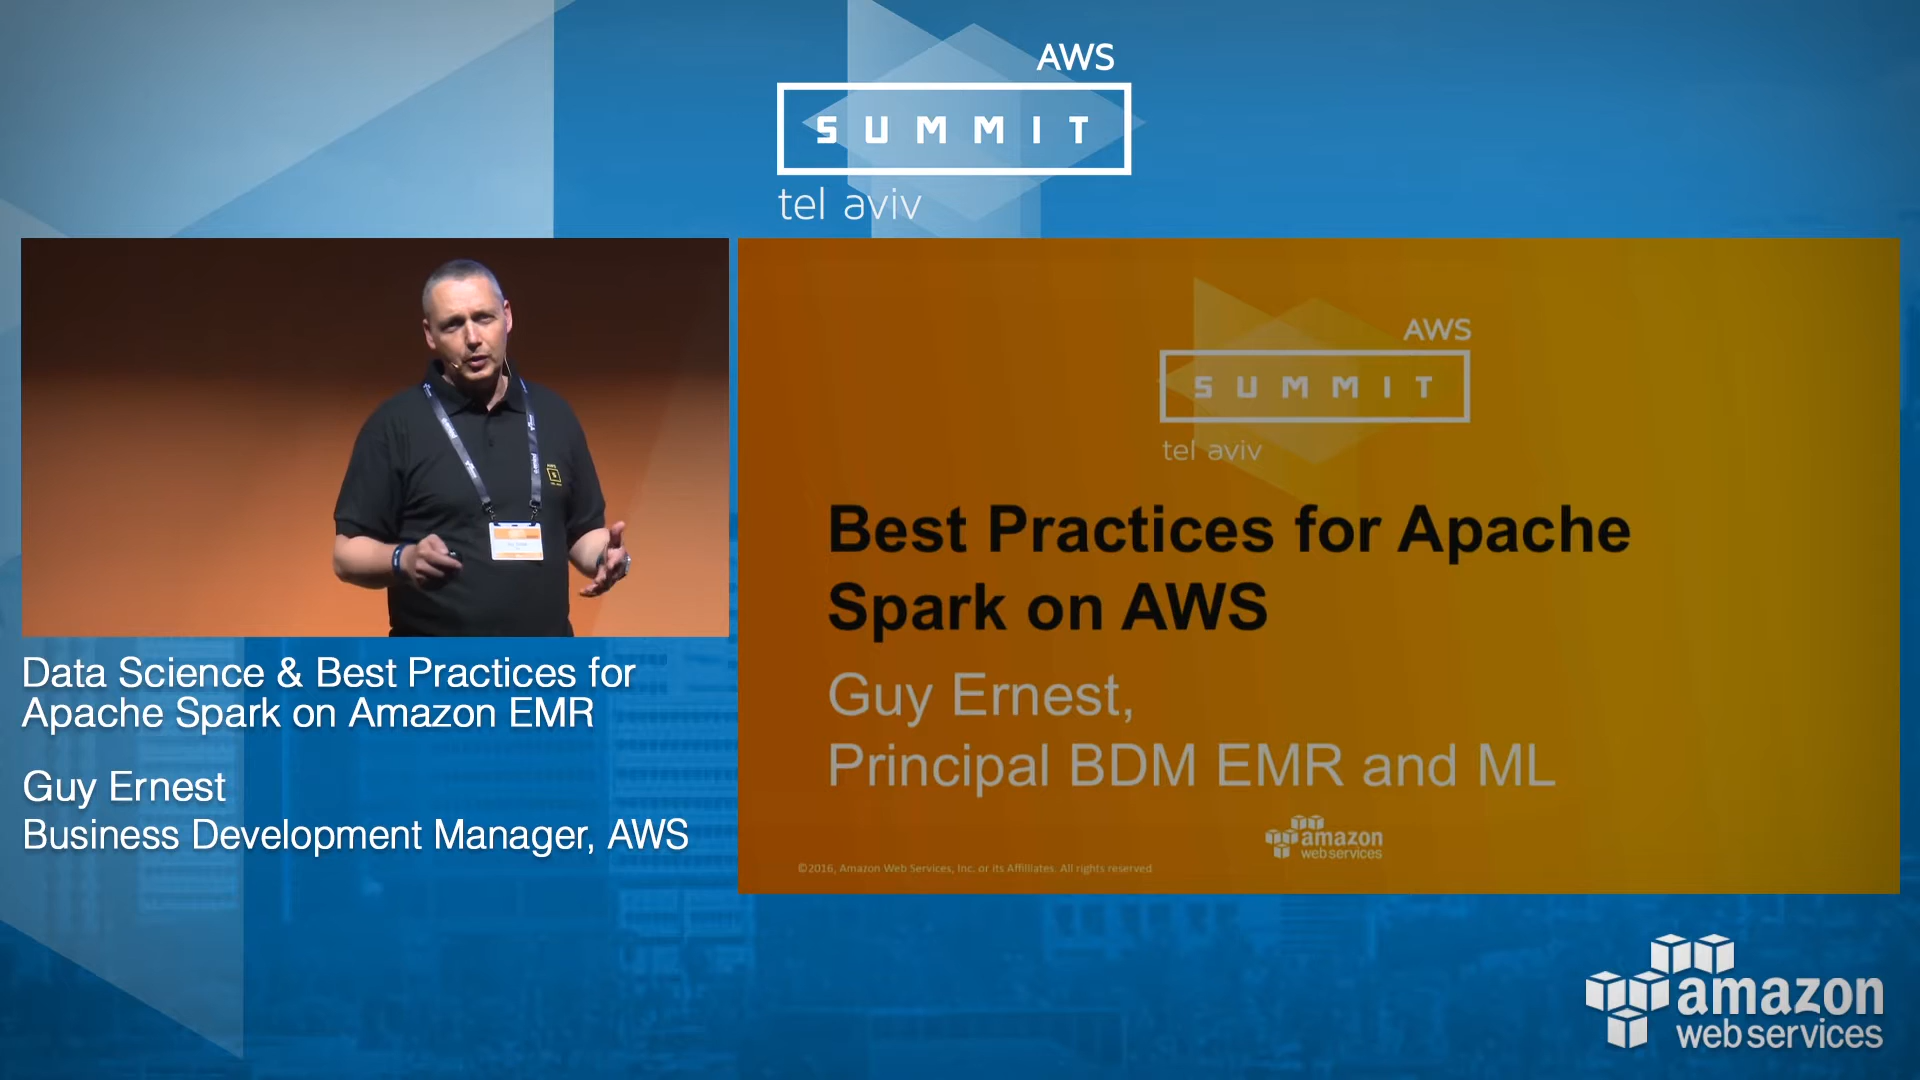 AWS
SUMMIT
tel aviv
AWS
SUMMIT
tel aviv
Best Practices for Apache
Spark on AWS
Guy Ernest,
Principal BDM EMR and ML
amazon
web services
©2016, Amazon Web Services, Inc. or its Affiliates. All rights reserved
Data Science & Best Practices for
Apache Spark on Amazon EMR
Guy Ernest
Business Development Manager, AWS
amazon
web services